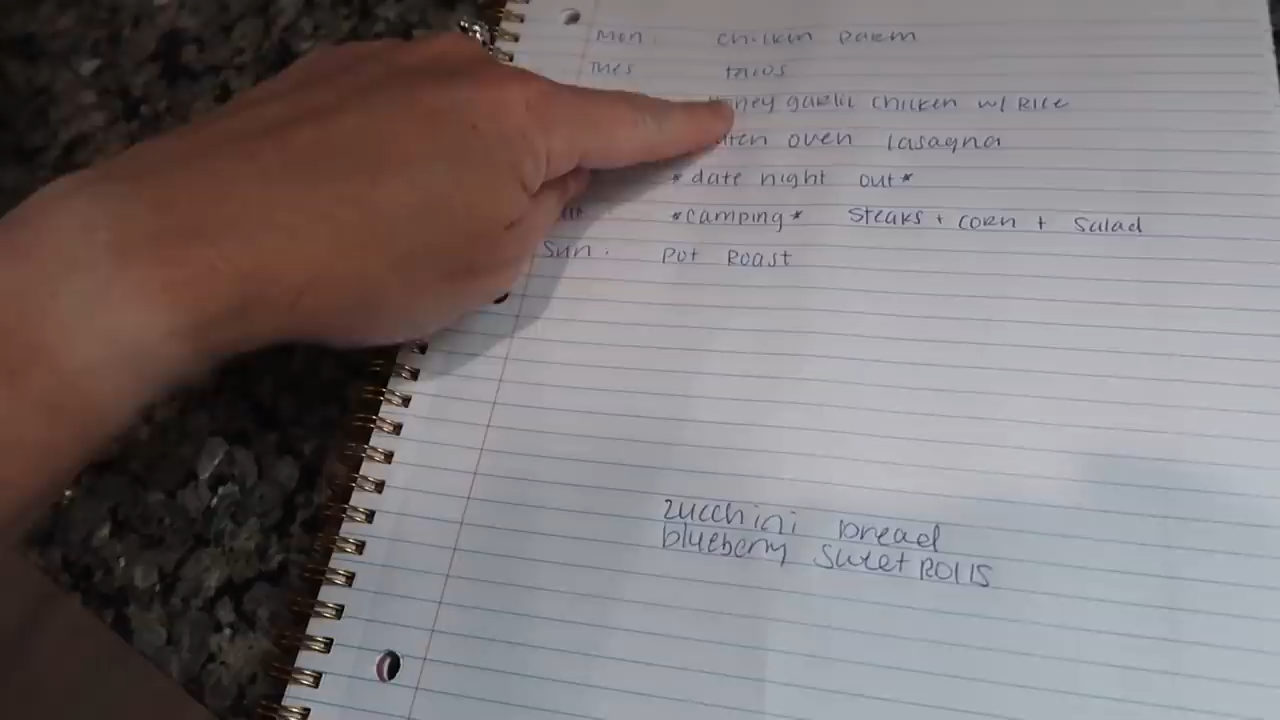 Mon. chicken parm
Tues tacos
honey garlic chicken w/ Rice
oven lasagna
*date night out*
*camping* steaks + corn + salad
Sun. Pot Roast
zucchini bread
blueberry sweet Rolls